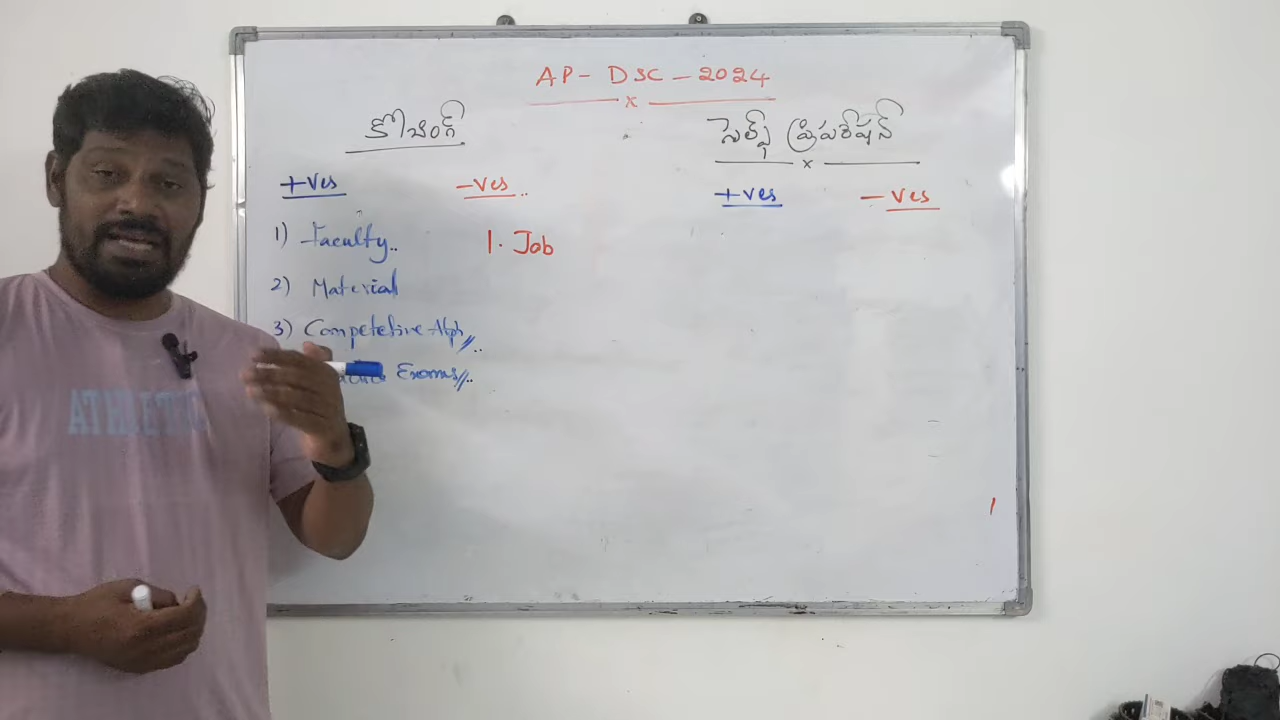 AP - DSC - 2024
x
కోచింగ్
సెల్ఫ్ ప్రిపరేషన్
x
+ves
-ves ..
+ves
- ves
1) Faculty..
1. Job
2) Material
3) Competetive Atph
Exams
ATHLETIC